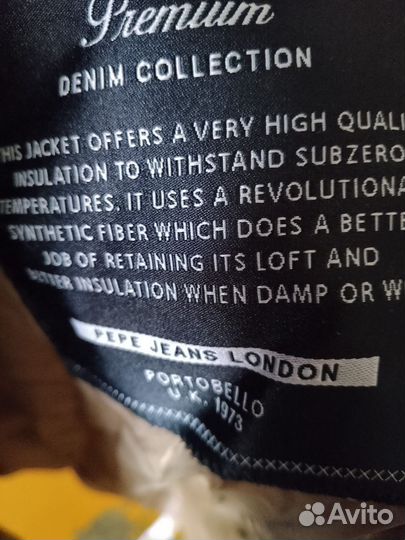 Premium
DENIM COLLECTION
THIS JACKET OFFERS A VERY HIGH QUALI
INSULATION TO WITHSTAND SUBZERO
TEMPERATURES. IT USES A REVOLUTIONA
SYNTHETIC FIBER WHICH DOES A BETTE
JOB OF RETAINING ITS LOFT AND
INSULATION WHEN DAMP OR W
PEPE JEANS LONDON
PORTOBELLO
U.K. 1973
Avito